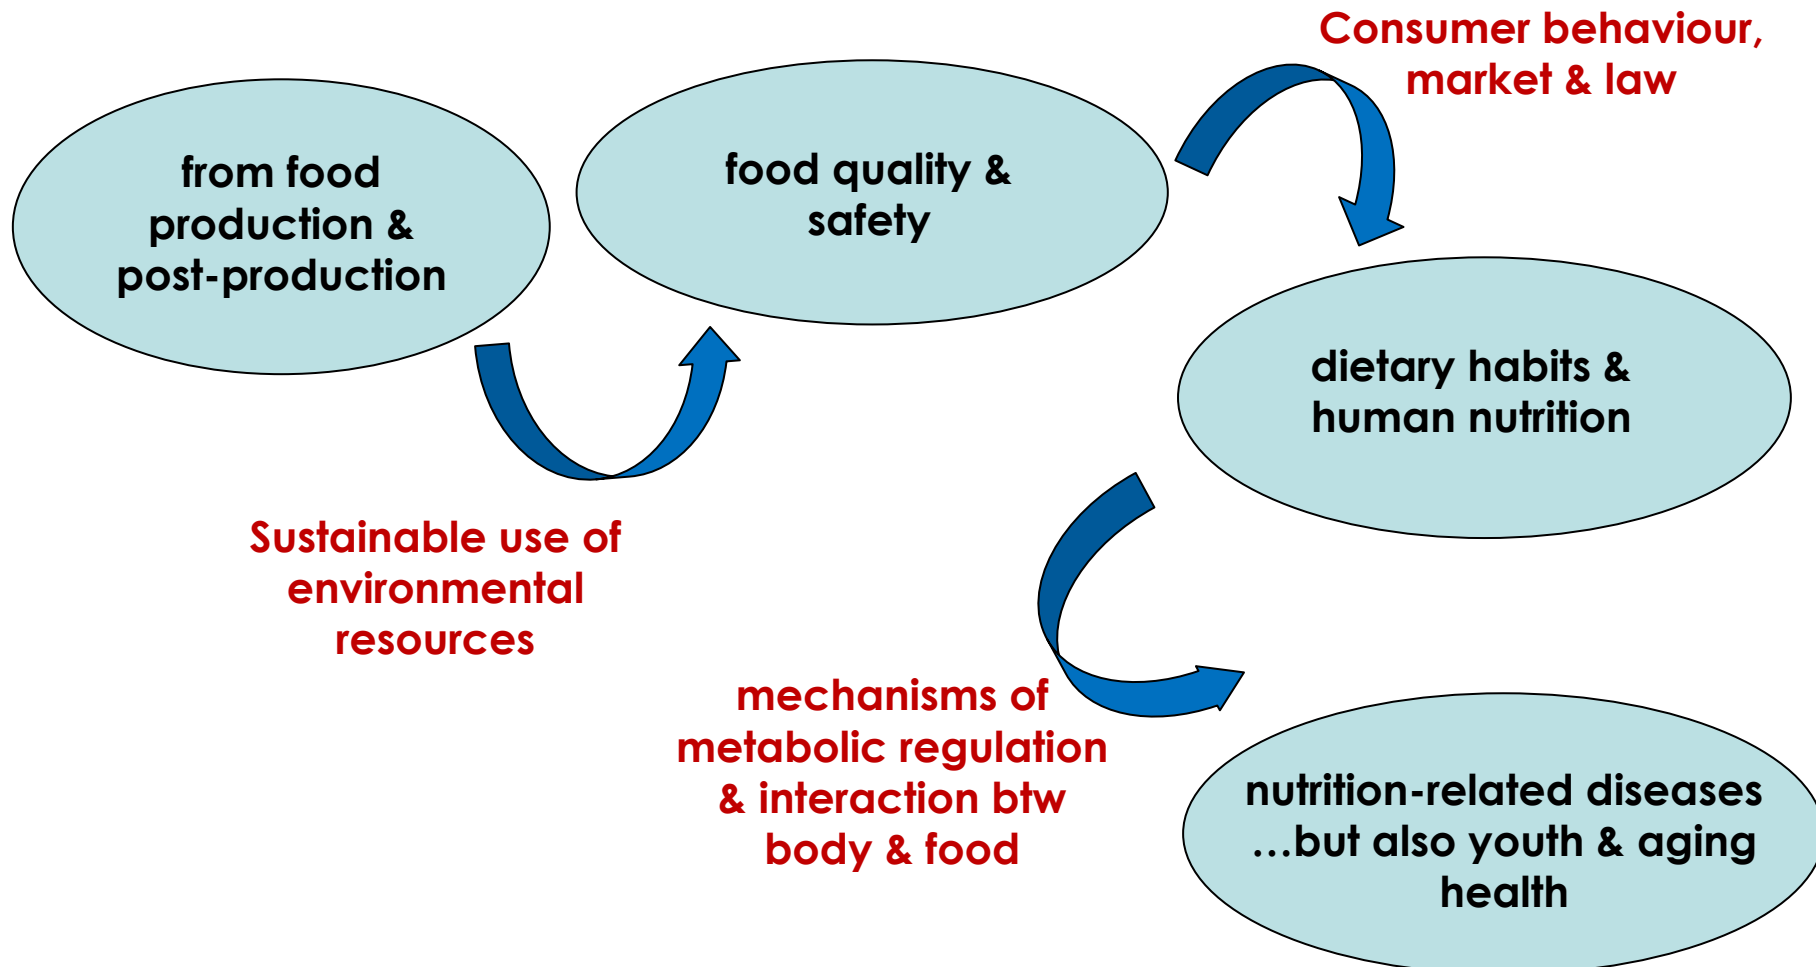 from food
production &
post-production
food quality &
safety
Consumer behaviour,
market & law
dietary habits &
human nutrition
Sustainable use of
environmental
resources
mechanisms of
metabolic regulation
& interaction btw
body & food
nutrition-related diseases
…but also youth & aging
health